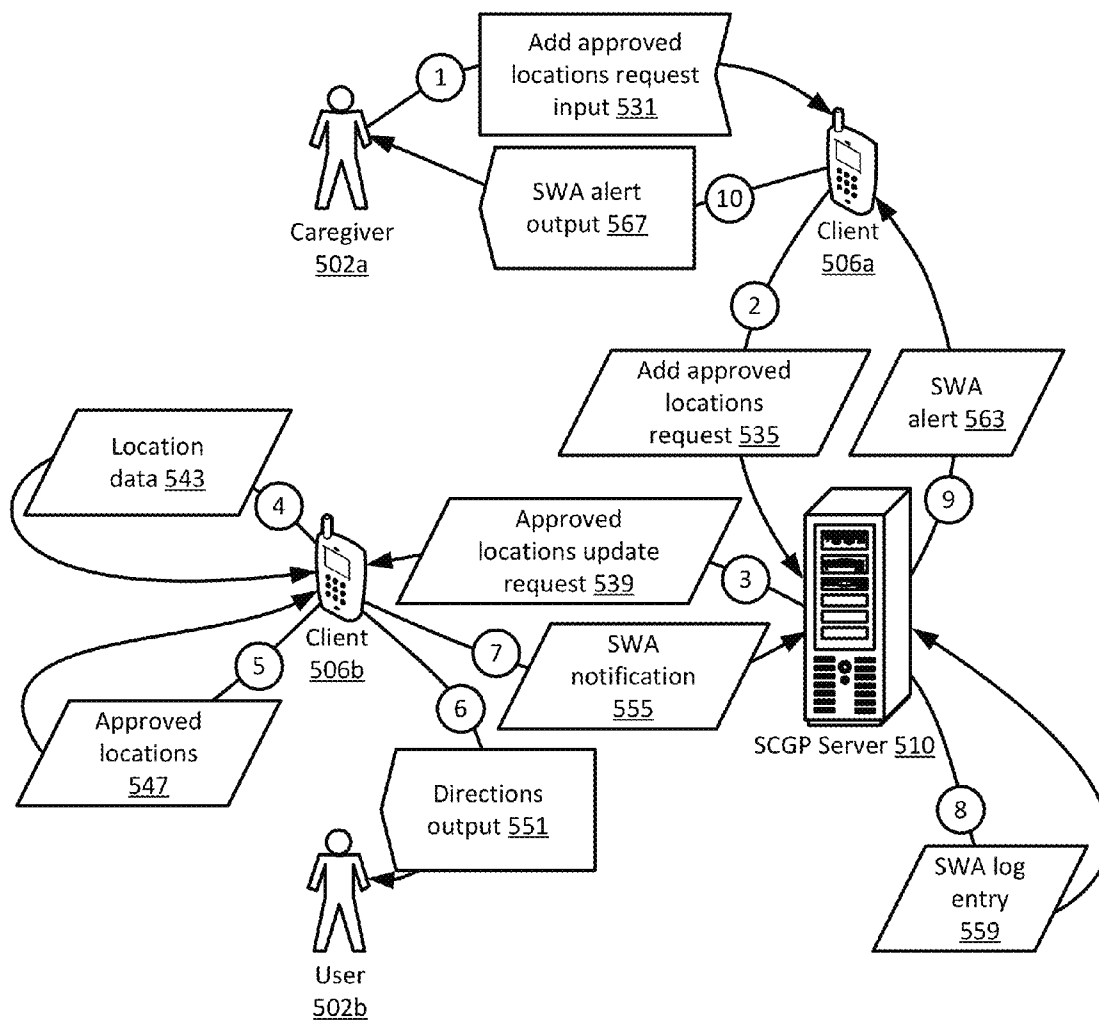 1
Add approved
locations request
input 531
Caregiver
502a
SWA alert
output 567
10
Client
506a
2
Add approved
locations
request 535
SWA
alert 563
9
Location
data 543
4
Approved
locations update
request 539
3
Client
506b
5
Approved
locations
547
7
SWA
notification
555
6
SCGP Server 510
Directions
output 551
8
SWA log
entry
559
User
502b